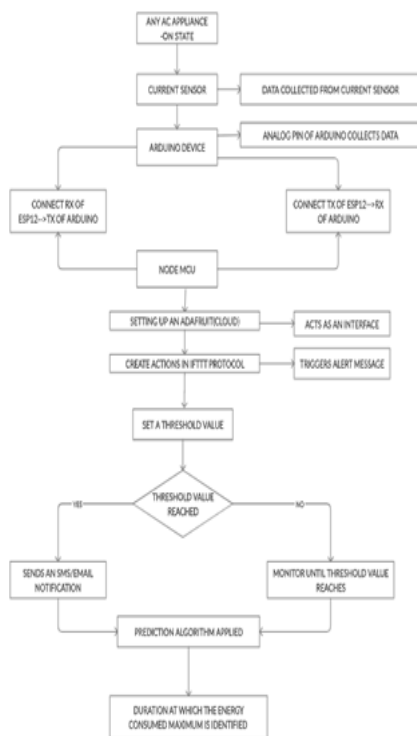 ANY AC APPLIANCE
-ON STATE
CURRENT SENSOR
DATA COLLECTED FROM CURRENT SENSOR
ANALOG PIN OF ARDUINO COLLECTS DATA
ARDUINO DEVICE
CONNECT RX OF
ESP12-->TX OF ARDUINO
CONNECT TX OF ESP12-->RX
OF ARDUINO
NODE MCU
SETTING UP AN ADAFRUIT(CLOUD)
ACTS AS AN INTERFACE
CREATE ACTIONS IN IFTTT PROTOCOL
TRIGGERS ALERT MESSAGE
SET A THRESHOLD VALUE
THRESHOLD VALUE
REACHED
YES
NO
SENDS AN SMS/EMAIL
NOTIFICATION
MONITOR UNTIL THRESHOLD VALUE
REACHES
PREDICTION ALGORITHM APPLIED
DURATION AT WHICH THE ENERGY
CONSUMED MAXIMUM IS IDENTIFIED